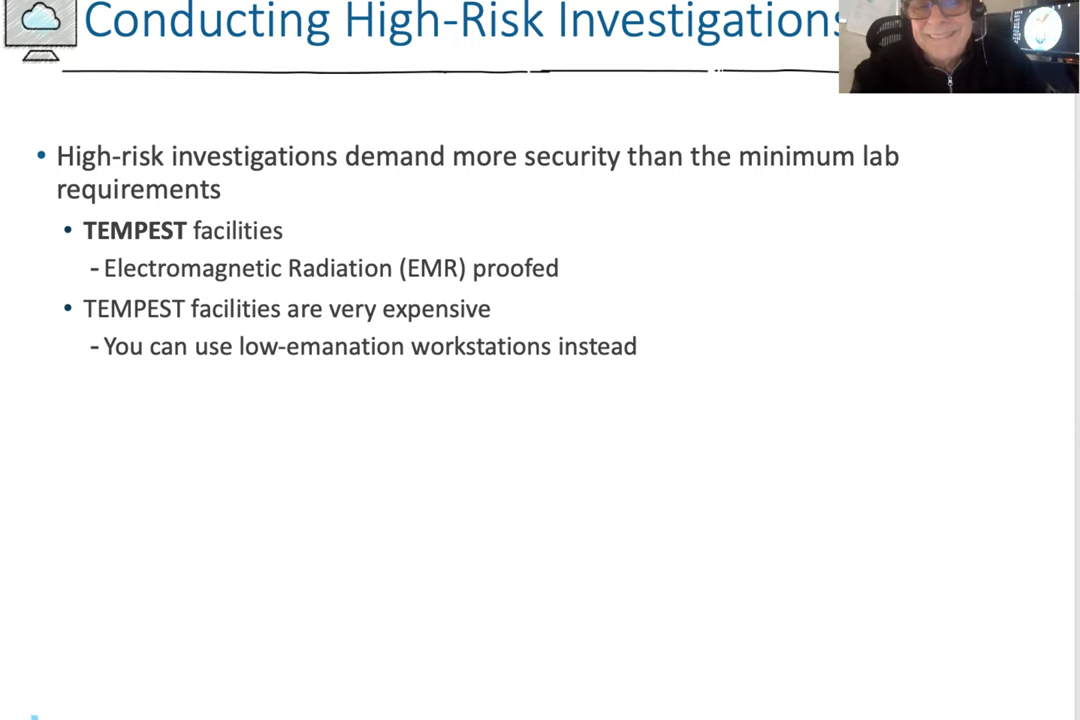 Conducting High-Risk Investigations
• High-risk investigations demand more security than the minimum lab
requirements
• TEMPEST facilities
- Electromagnetic Radiation (EMR) proofed
• TEMPEST facilities are very expensive
- You can use low-emanation workstations instead